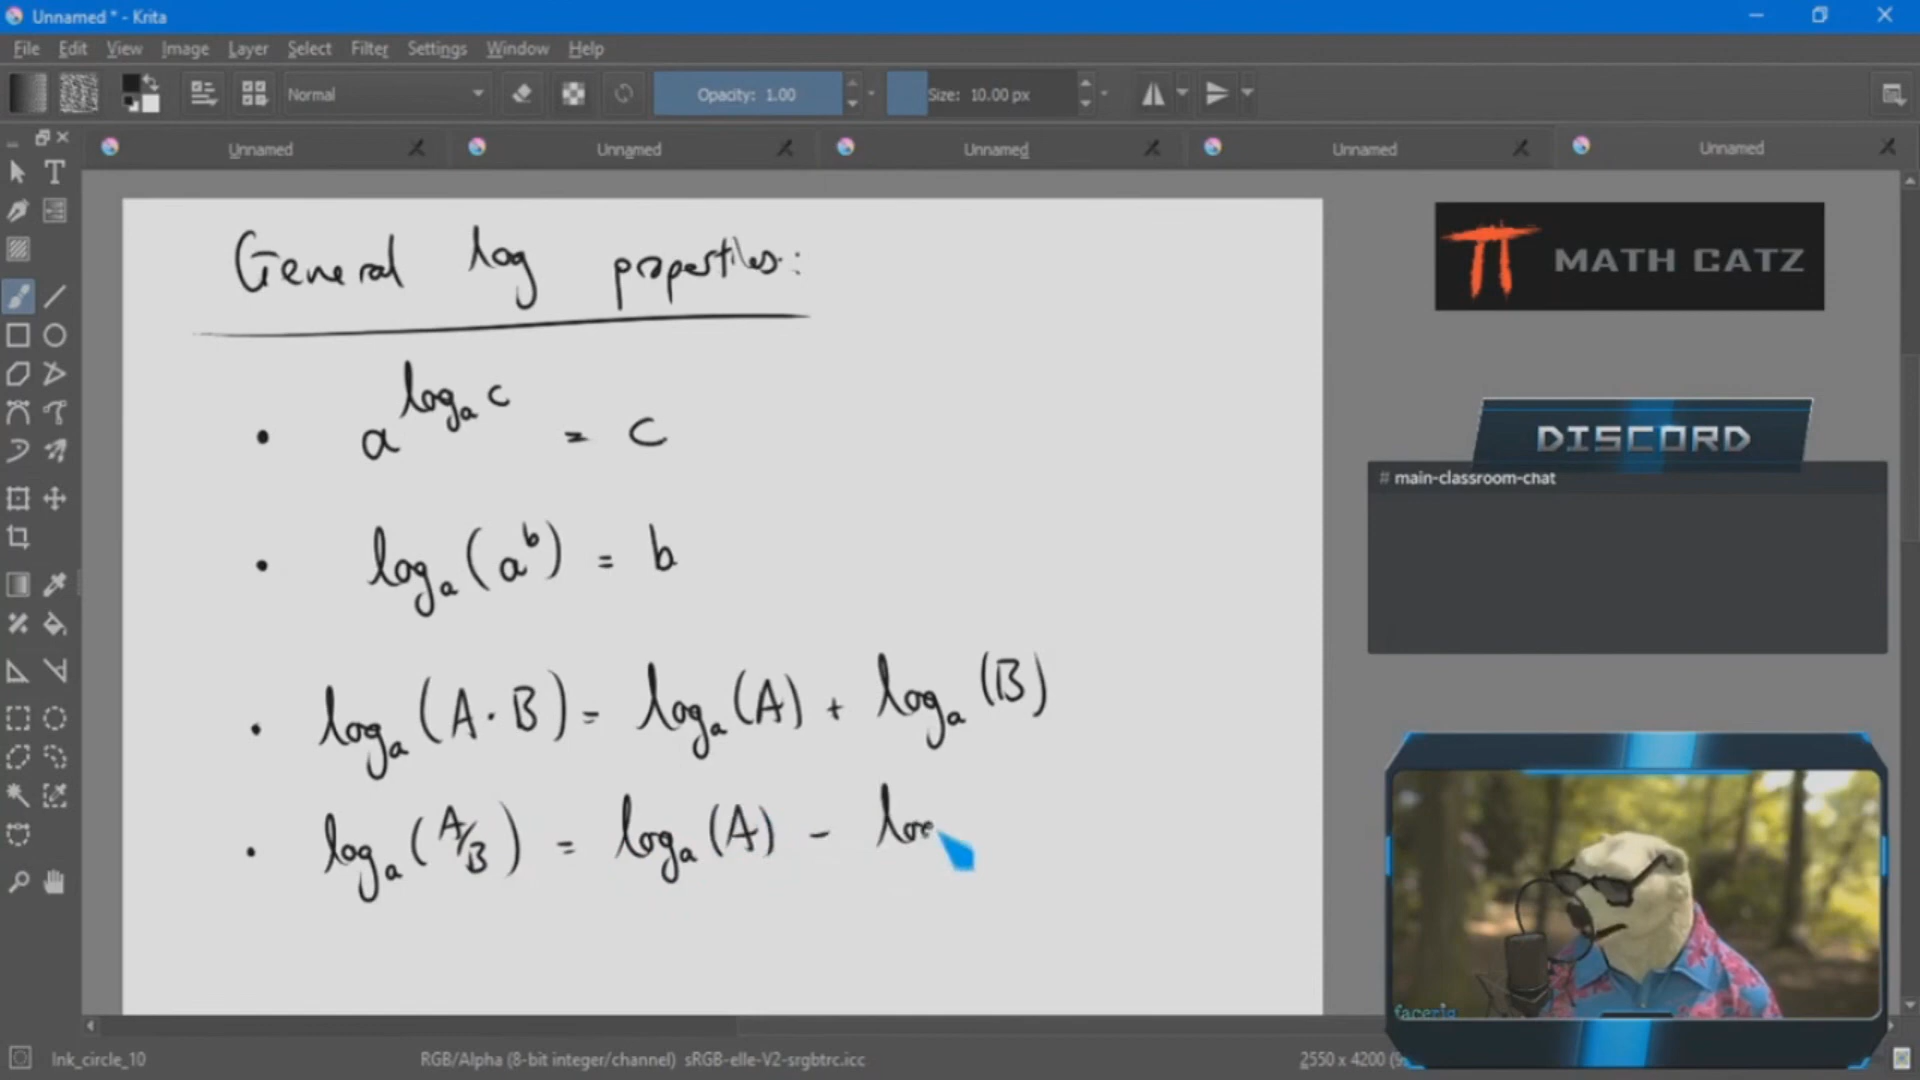 Unnamed * - Krita
File Edit View Image Layer Select Filter Settings Window Help
Normal Opacity: 1.00 Size: 10.00 px
Unnamed Unnamed Unnamed Unnamed Unnamed
General log properties:
• a^{log_a c} = c
• log_a (a^b) = b
• log_a (A · B) = log_a (A) + log_a (B)
• log_a (A/B) = log_a (A) - lo
MATH CATZ
DISCORD
# main-classroom-chat
facerig
Ink_circle_10 RGB/Alpha (8-bit integer/channel) sRGB-elle-V2-srgbtrc.icc 2550 x 4200